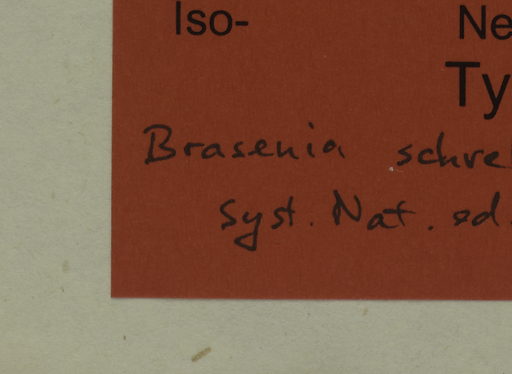 Iso- Ne
Ty
Brasenia schre
Syst. Nat. ed.